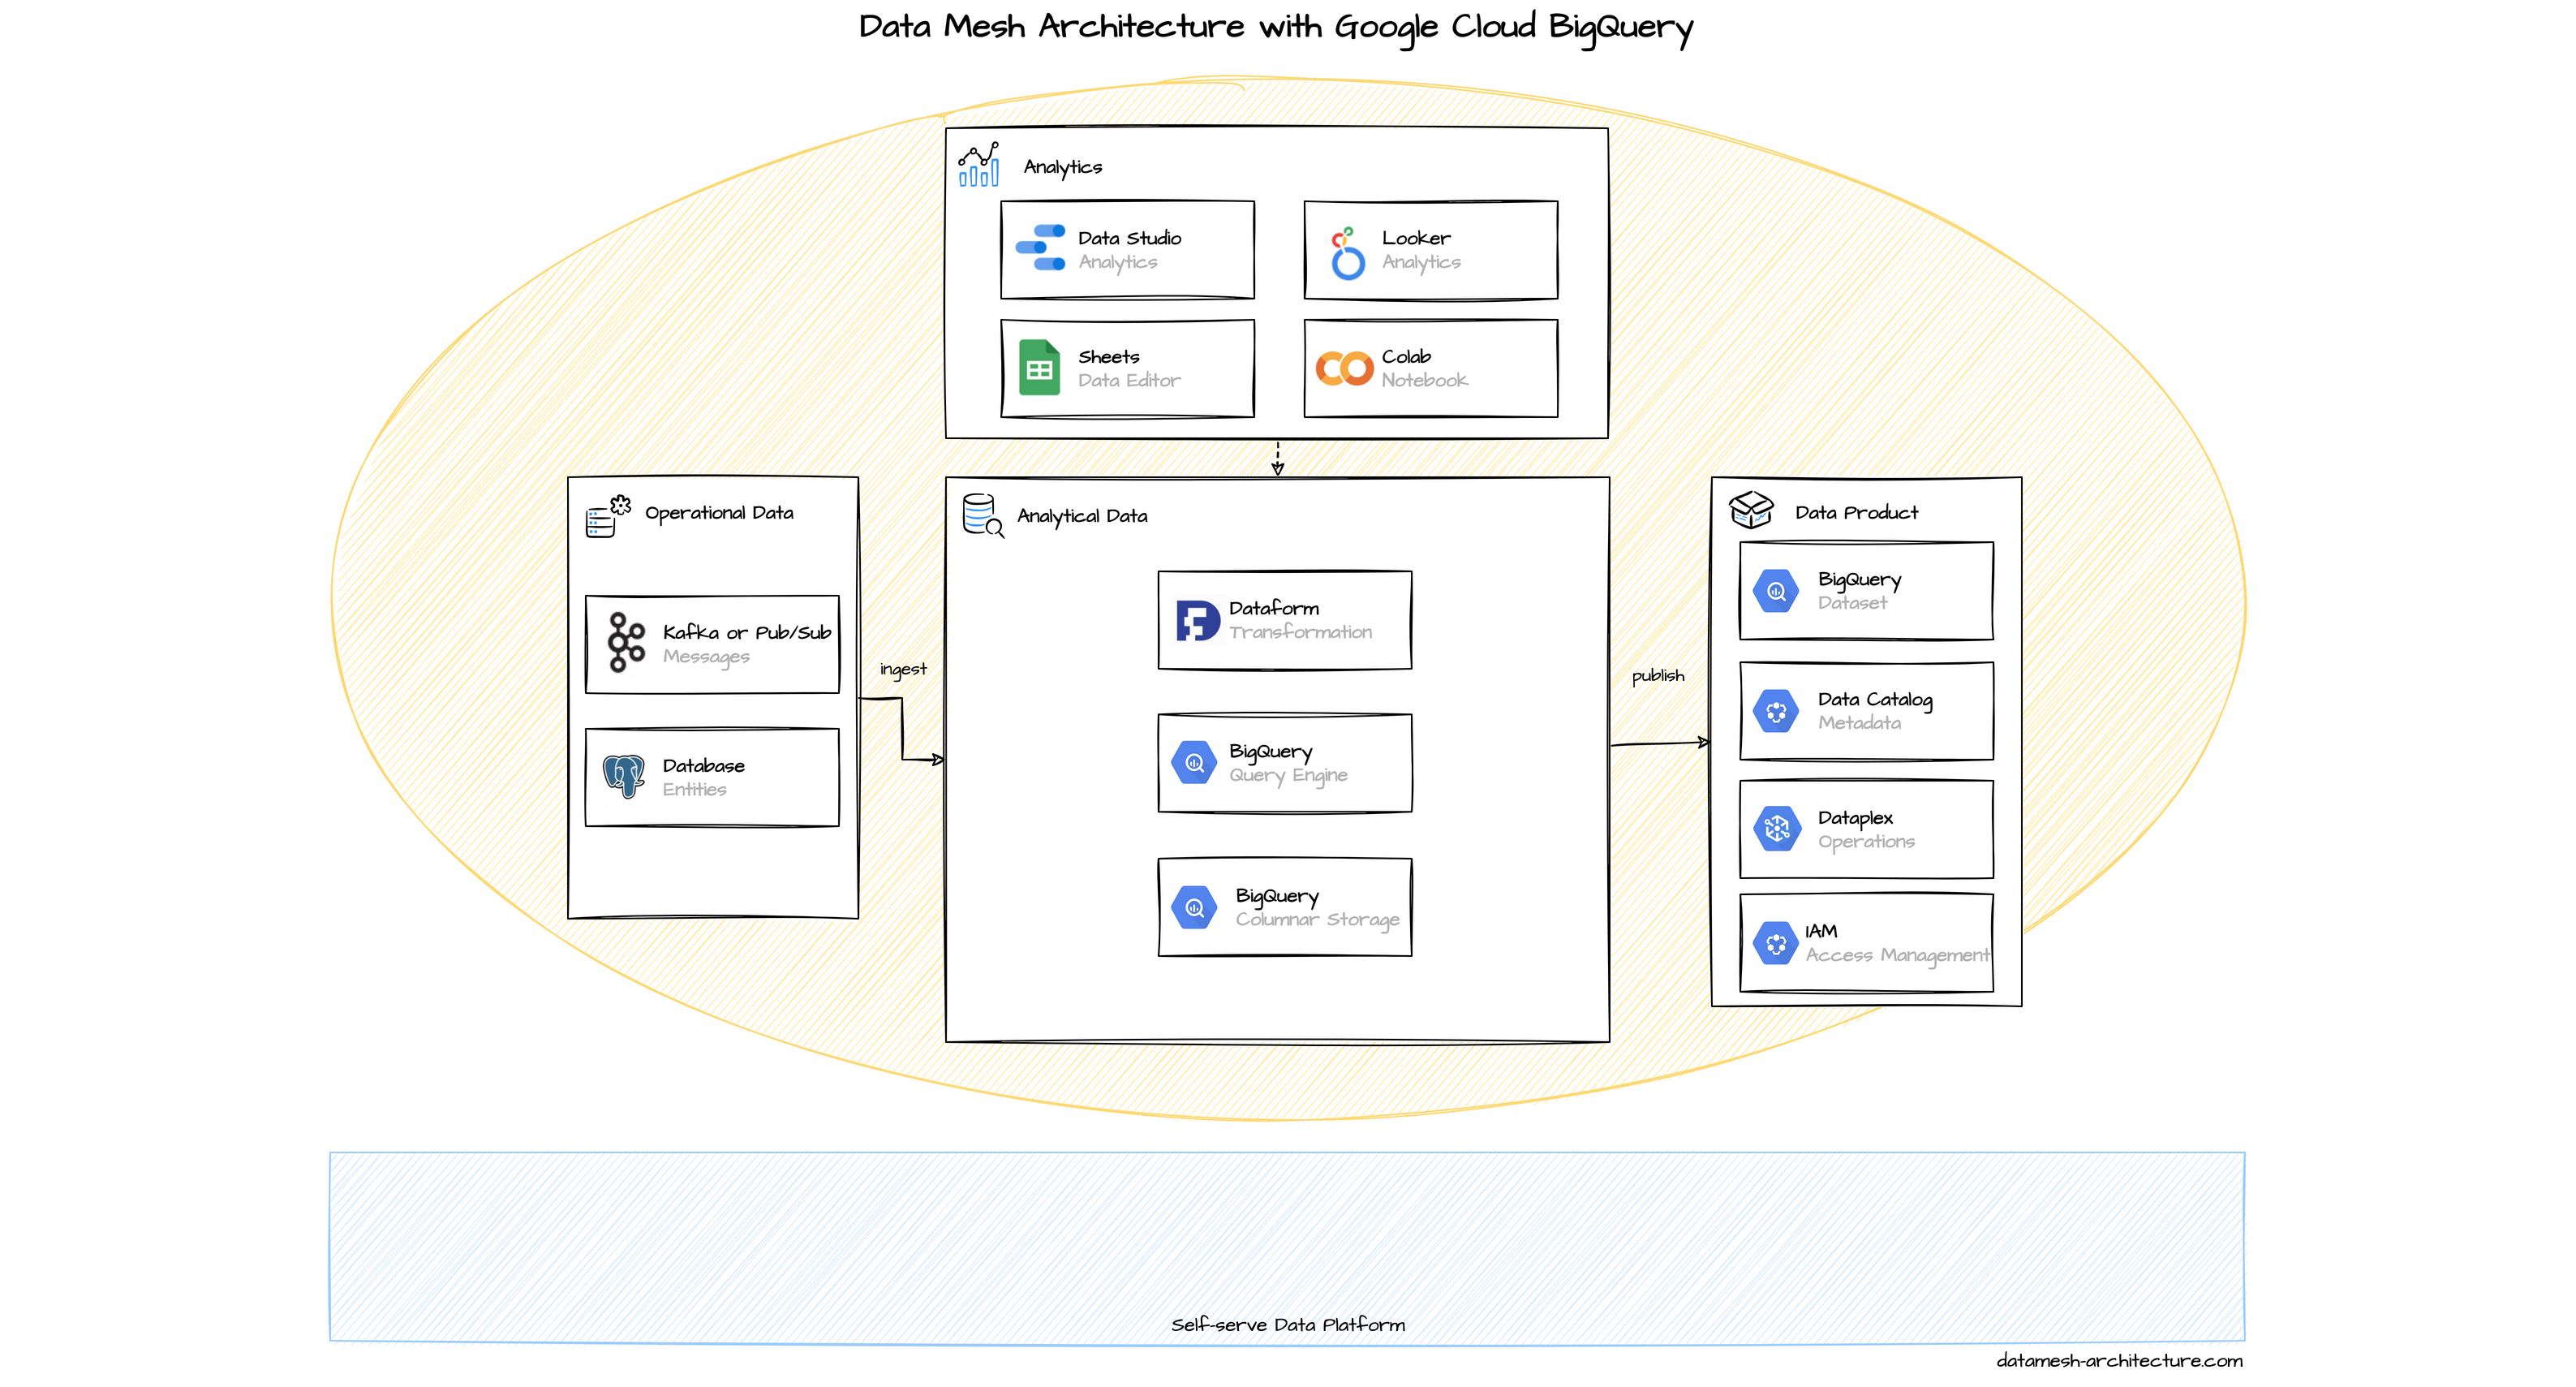 Data Mesh Architecture with Google Cloud BigQuery
Analytics
Data Studio
Analytics
Looker
Analytics
Sheets
Data Editor
Colab
Notebook
Operational Data
Kafka or Pub/Sub
Messages
Database
Entities
ingest
Analytical Data
Dataform
Transformation
BigQuery
Query Engine
BigQuery
Columnar Storage
publish
Data Product
BigQuery
Dataset
Data Catalog
Metadata
Dataplex
Operations
IAM
Access Management
Self-serve Data Platform
datamesh-architecture.com